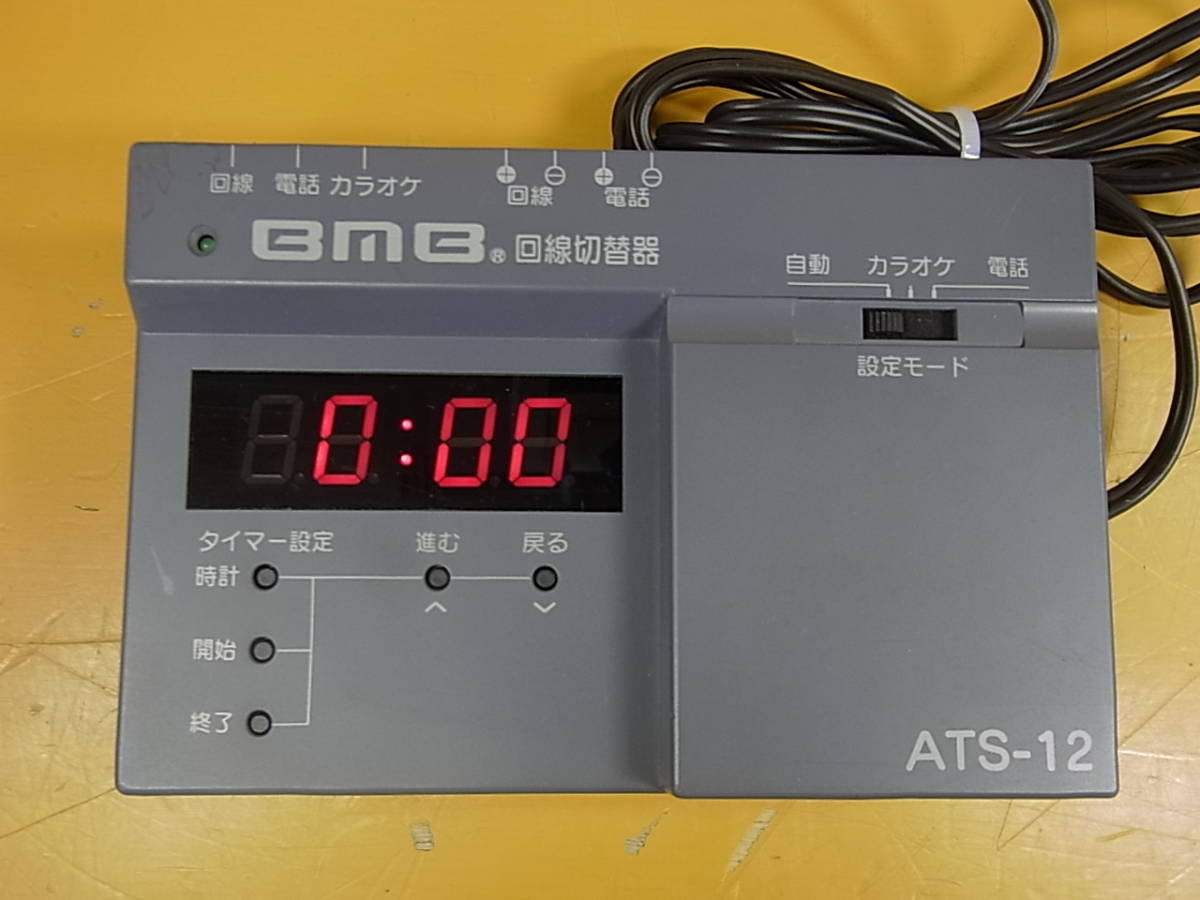 回線 電話 カラオケ
⊕ ⊖ ⊕ ⊖
回線 電話
BMB® 回線切替器
自動 カラオケ 電話
設定モード
0:00
タイマー設定 進む 戻る
時計
開始
終了
ATS-12